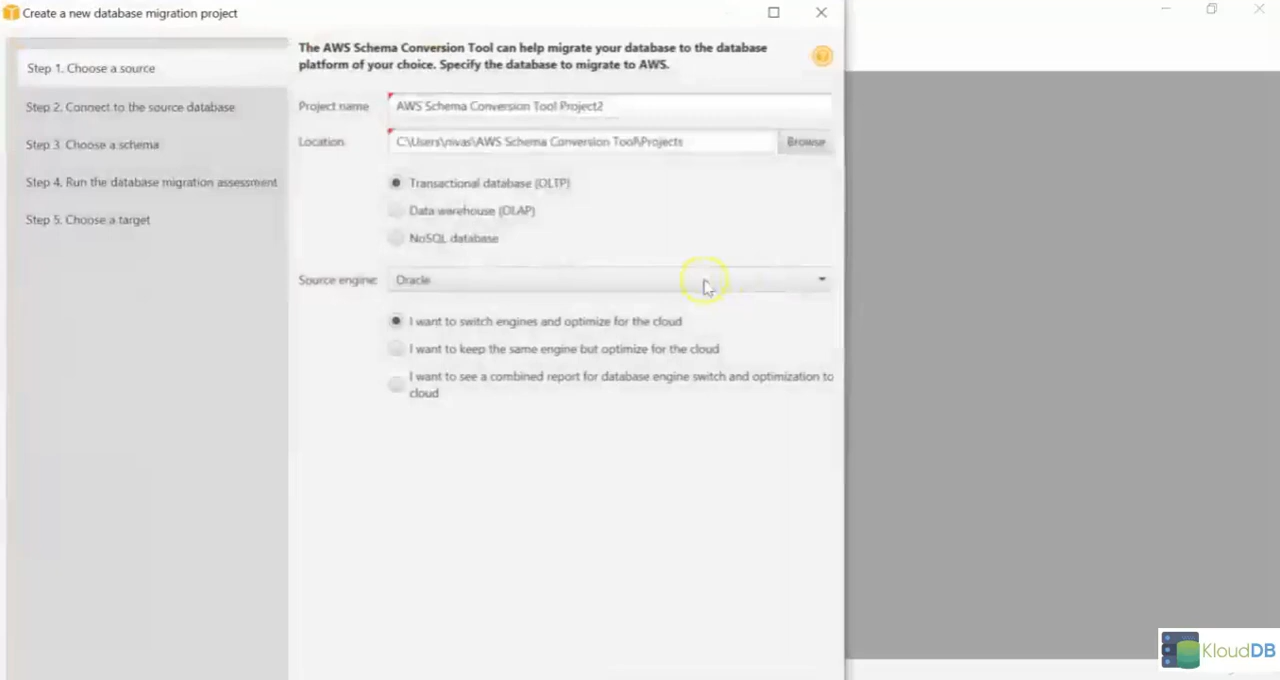 Create a new database migration project
Step 1. Choose a source
Step 2. Connect to the source database
Step 3. Choose a schema
Step 4. Run the database migration assessment
Step 5. Choose a target
The AWS Schema Conversion Tool can help migrate your database to the database
platform of your choice. Specify the database to migrate to AWS.
Project name
AWS Schema Conversion Tool Project2
Location
C:\Users\nivas\AWS Schema Conversion Tool\Projects
Browse
Transactional database (OLTP)
Data warehouse (OLAP)
NoSQL database
Source engine:
Oracle
I want to switch engines and optimize for the cloud
I want to keep the same engine but optimize for the cloud
I want to see a combined report for database engine switch and optimization to
cloud
KloudDB